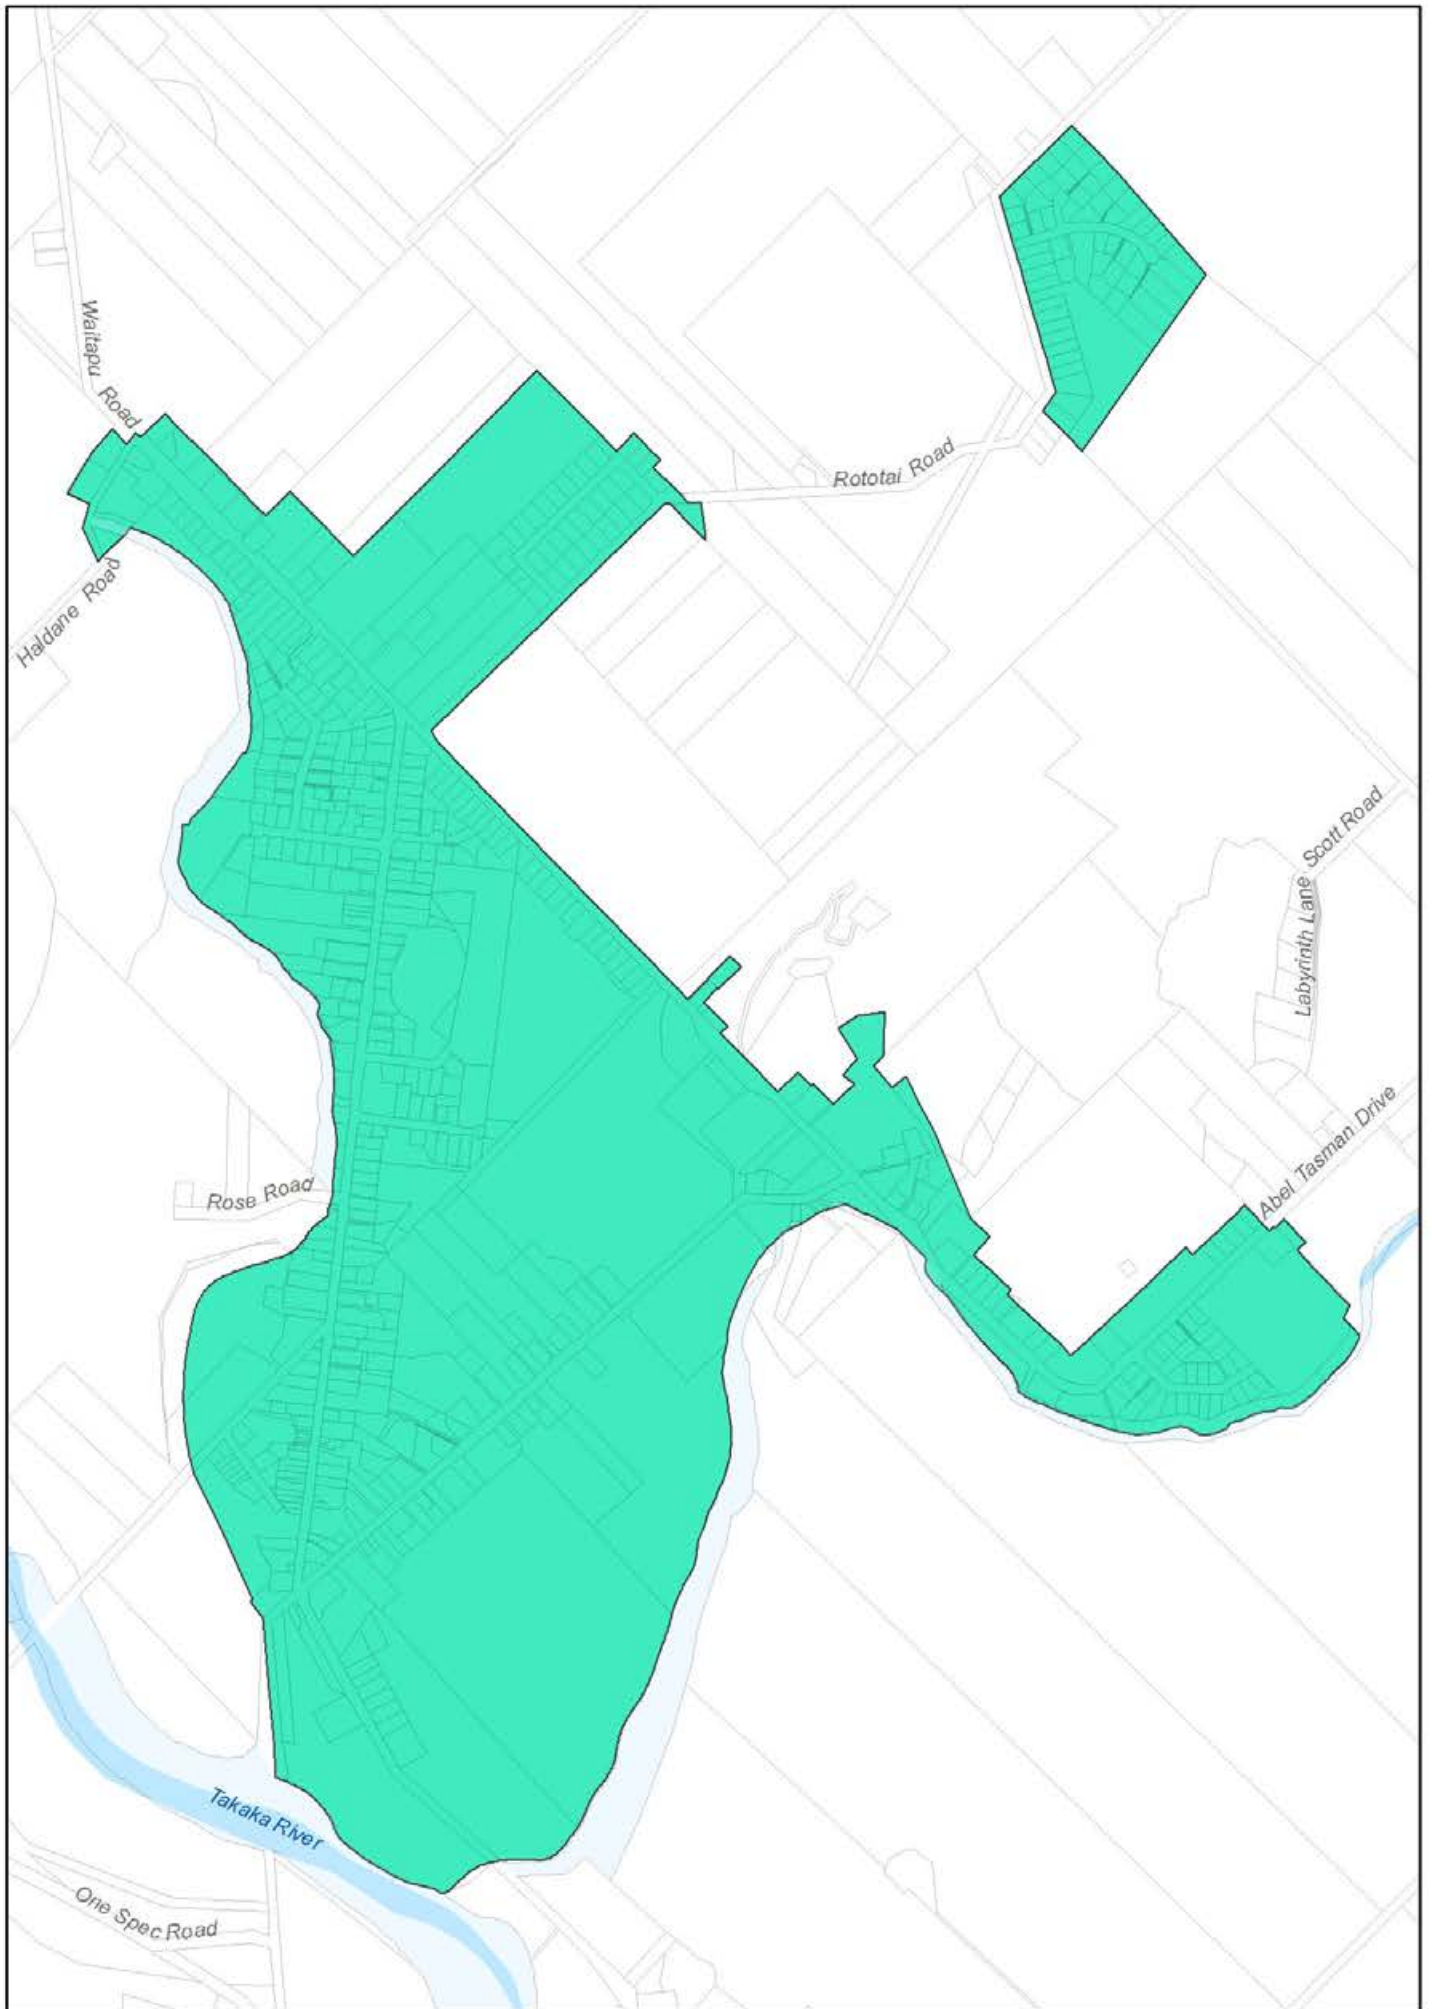 Waitapu Road
Rototai Road
Haldane Road
Scott Road
Labyrinth Lane
Abel Tasman Drive
Rose Road
Takaka River
One Spec Road